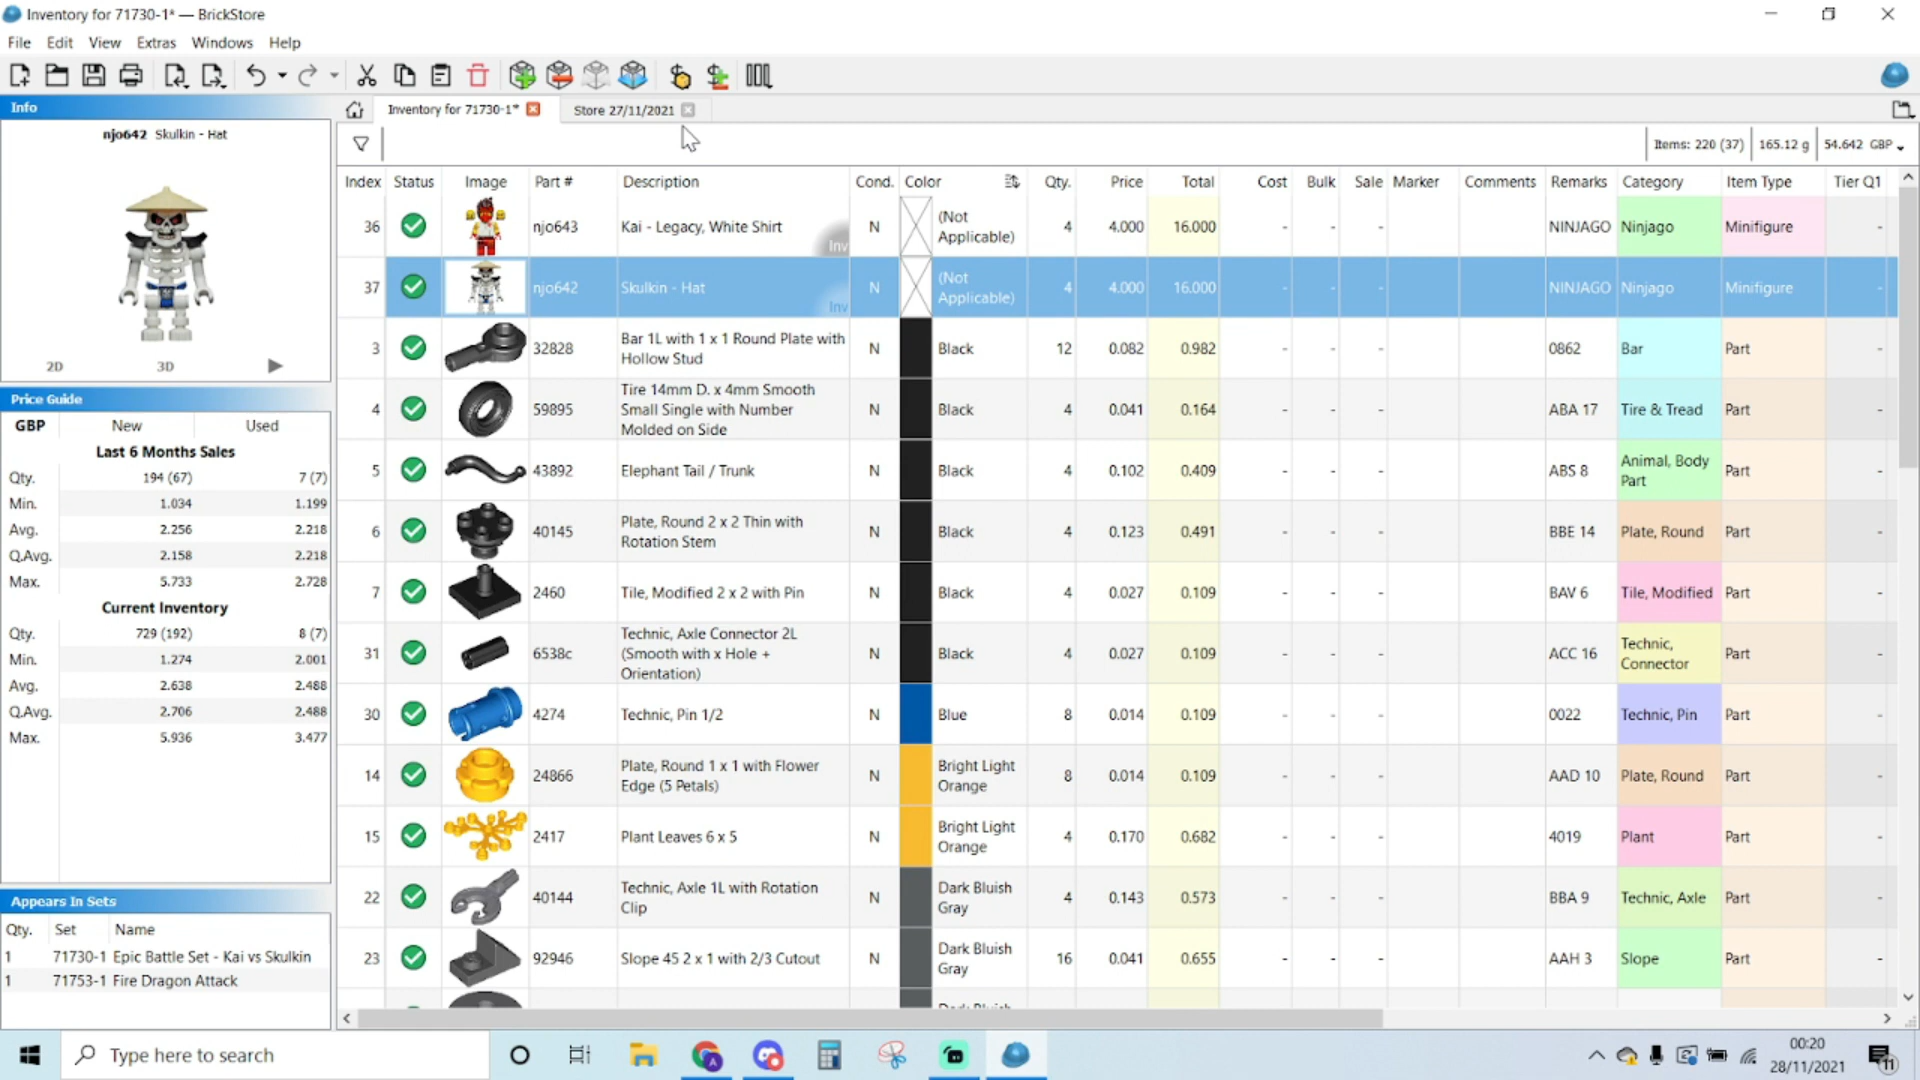 Inventory for 71730-1* — BrickStore
File Edit View Extras Windows Help
Info
njo642 Skulkin - Hat
2D 3D
Price Guide
GBP New Used
Last 6 Months Sales
Qty. 194 (67) 7 (7)
Min. 1.034 1.199
Avg. 2.256 2.218
Q.Avg. 2.158 2.218
Max. 5.733 2.728
Current Inventory
Qty. 729 (192) 8 (7)
Min. 1.274 2.001
Avg. 2.638 2.488
Q.Avg. 2.706 2.488
Max. 5.936 3.477
Appears In Sets
Qty. Set Name
1 71730-1 Epic Battle Set - Kai vs Skulkin
1 71753-1 Fire Dragon Attack
Inventory for 71730-1* Store 27/11/2021
Items: 220 (37) 165.12 g 54.642 GBP
Index Status Image Part # Description Cond. Color Qty. Price Total Cost Bulk Sale Marker Comments Remarks Category Item Type Tier Q1
36 njo643 Kai - Legacy, White Shirt Inv N (Not Applicable) 4 4.000 16.000 - - - NINJAGO Ninjago Minifigure -
37 njo642 Skulkin - Hat Inv N (Not Applicable) 4 4.000 16.000 - - - NINJAGO Ninjago Minifigure -
3 32828 Bar 1L with 1 x 1 Round Plate with Hollow Stud N Black 12 0.082 0.982 - - - 0862 Bar Part -
4 59895 Tire 14mm D. x 4mm Smooth Small Single with Number Molded on Side N Black 4 0.041 0.164 - - - ABA 17 Tire & Tread Part -
5 43892 Elephant Tail / Trunk N Black 4 0.102 0.409 - - - ABS 8 Animal, Body Part Part -
6 40145 Plate, Round 2 x 2 Thin with Rotation Stem N Black 4 0.123 0.491 - - - BBE 14 Plate, Round Part -
7 2460 Tile, Modified 2 x 2 with Pin N Black 4 0.027 0.109 - - - BAV 6 Tile, Modified Part -
31 6538c Technic, Axle Connector 2L (Smooth with x Hole + Orientation) N Black 4 0.027 0.109 - - - ACC 16 Technic, Connector Part -
30 4274 Technic, Pin 1/2 N Blue 8 0.014 0.109 - - - 0022 Technic, Pin Part -
14 24866 Plate, Round 1 x 1 with Flower Edge (5 Petals) N Bright Light Orange 8 0.014 0.109 - - - AAD 10 Plate, Round Part -
15 2417 Plant Leaves 6 x 5 N Bright Light Orange 4 0.170 0.682 - - - 4019 Plant Part -
22 40144 Technic, Axle 1L with Rotation Clip N Dark Bluish Gray 4 0.143 0.573 - - - BBA 9 Technic, Axle Part -
23 92946 Slope 45 2 x 1 with 2/3 Cutout N Dark Bluish Gray 16 0.041 0.655 - - - AAH 3 Slope Part -
Type here to search
00:20
28/11/2021
11